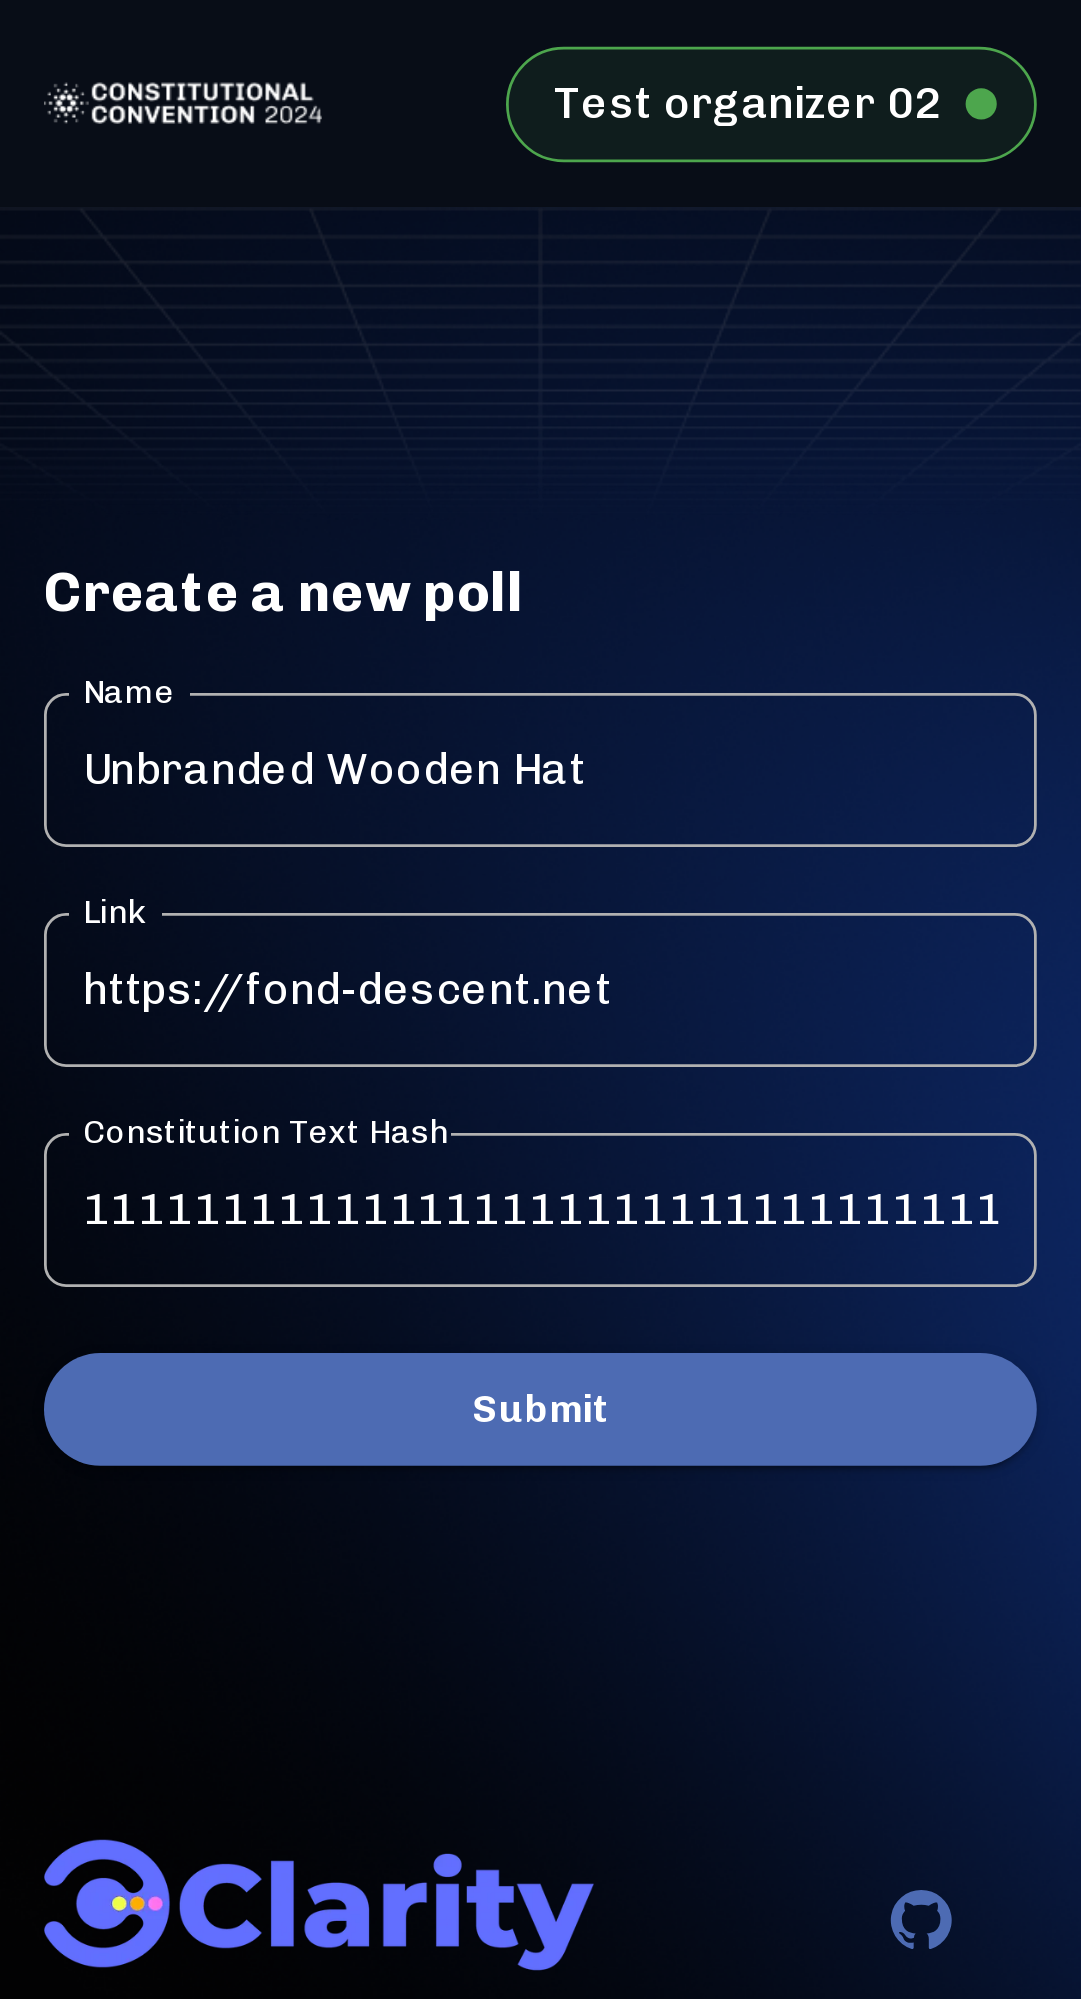 CONSTITUTIONAL
CONVENTION 2024
Test organizer 02
Create a new poll
Name
Unbranded Wooden Hat
Link
https://fond-descent.net
Constitution Text Hash
111111111111111111111111111111111
Submit
Clarity